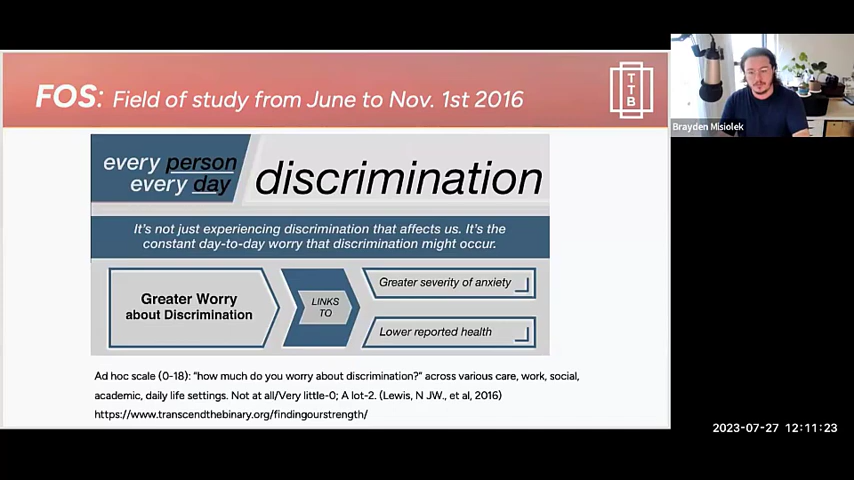 FOS: Field of study from June to Nov. 1st 2016
TTB
Brayden Misiolek
every person
every day
discrimination
It's not just experiencing discrimination that affects us. It's the
constant day-to-day worry that discrimination might occur.
Greater Worry
about Discrimination
LINKS
TO
Greater severity of anxiety
Lower reported health
Ad hoc scale (0-18): "how much do you worry about discrimination?" across various care, work, social,
academic, daily life settings. Not at all/Very little-0; A lot-2. (Lewis, N JW., et al, 2016)
https://www.transcendthebinary.org/findingourstrength/
2023-07-27 12:11:23